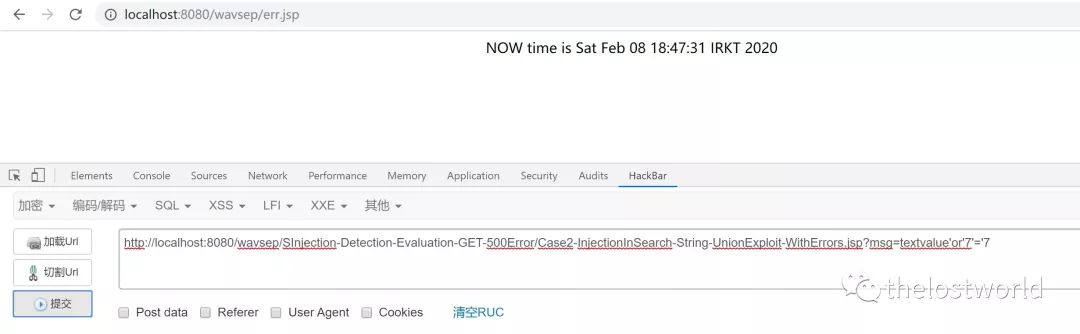 localhost:8080/wavsep/err.jsp
NOW time is Sat Feb 08 18:47:31 IRKT 2020
Elements Console Sources Network Performance Memory Application Security Audits HackBar
加密 编码/解码 SQL XSS LFI XXE 其他
加载Url
http://localhost:8080/wavsep/SInjection-Detection-Evaluation-GET-500Error/Case2-InjectionInSearch-String-UnionExploit-WithErrors.jsp?msg=textvalue'or'7'='7
切割Url
提交
Post data Referer User Agent Cookies 清空RUC
thelostworld